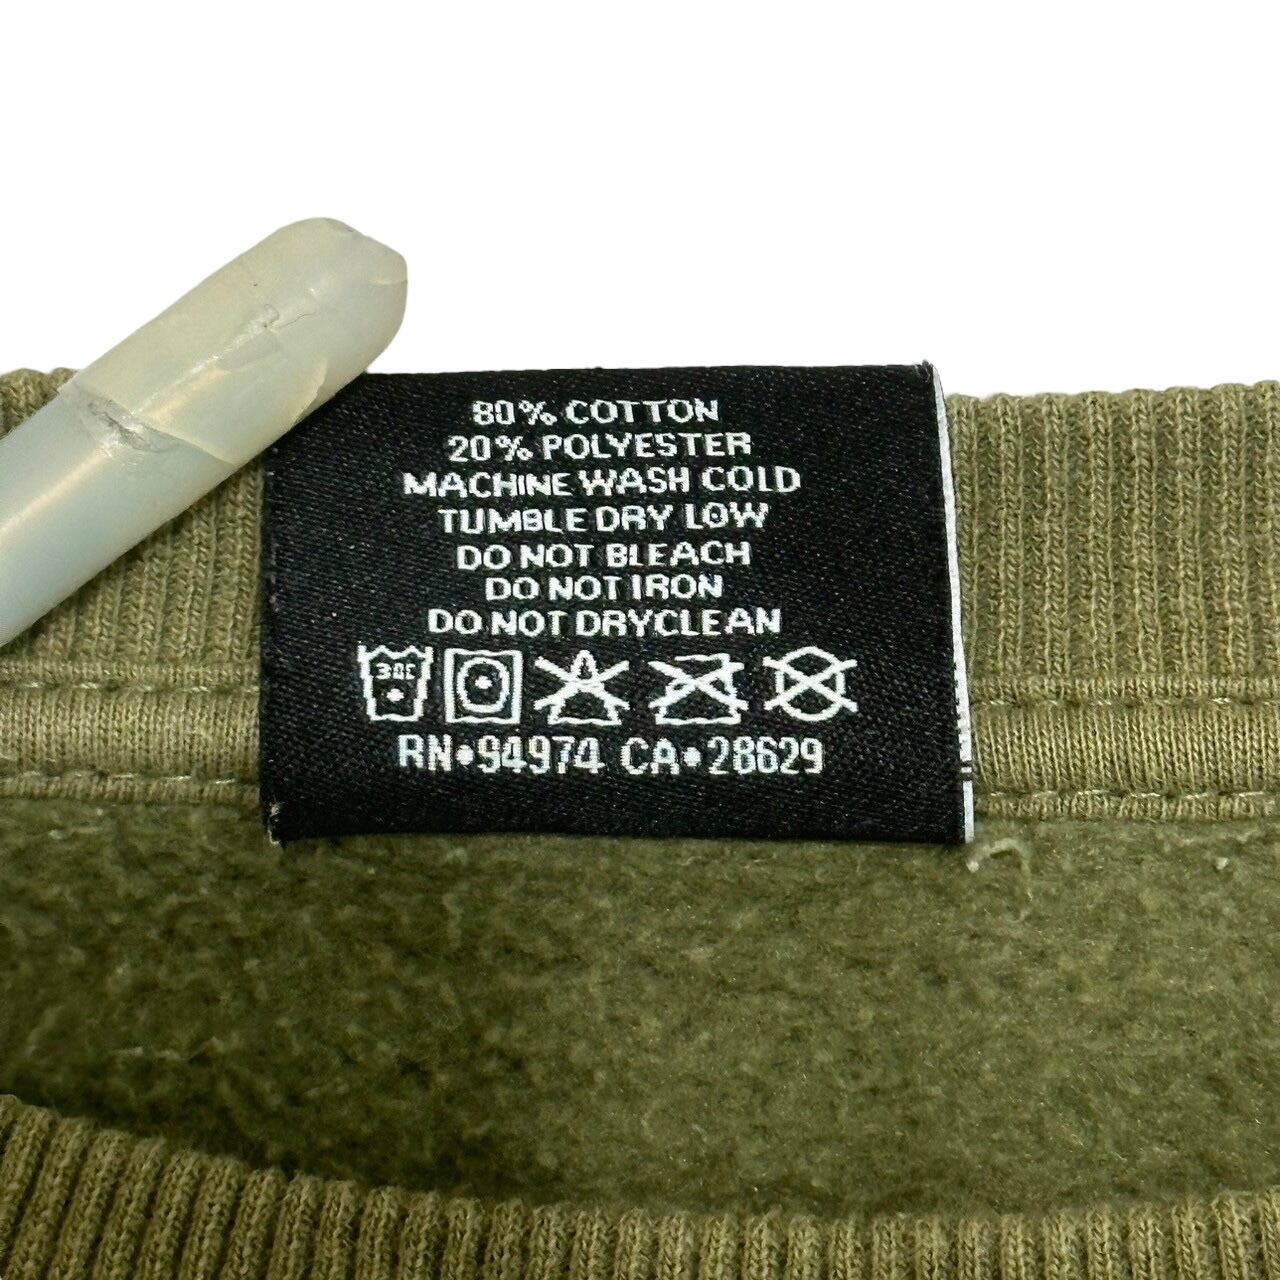 80% COTTON
20% POLYESTER
MACHINE WASH COLD
TUMBLE DRY LOW
DO NOT BLEACH
DO NOT IRON
DO NOT DRYCLEAN
30C
RN•94974 CA•28629